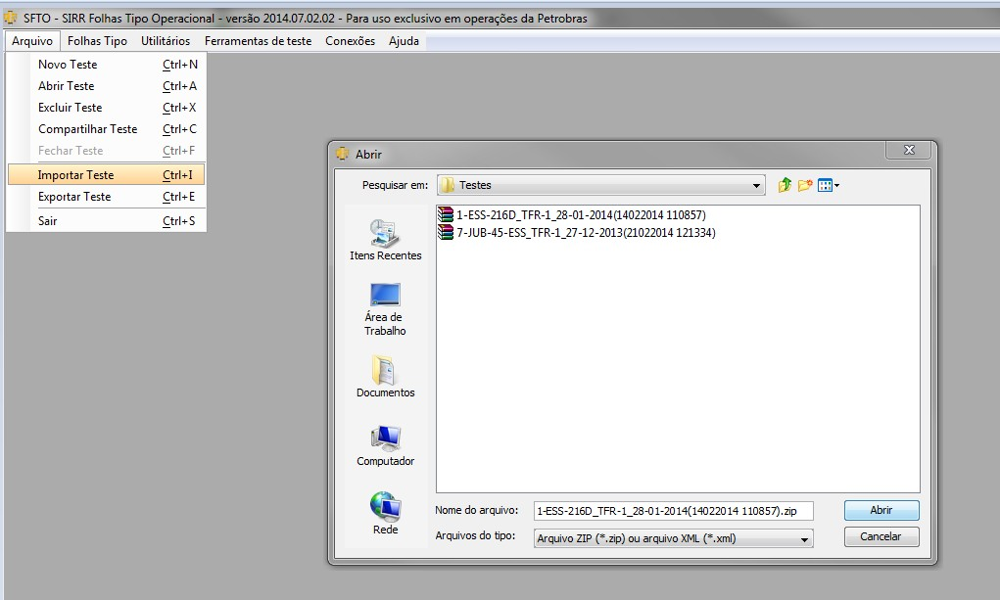 SFTO - SIRR Folhas Tipo Operacional - versão 2014.07.02.02 - Para uso exclusivo em operações da Petrobras
Arquivo Folhas Tipo Utilitários Ferramentas de teste Conexões Ajuda
Novo Teste Ctrl+N
Abrir Teste Ctrl+A
Excluir Teste Ctrl+X
Compartilhar Teste Ctrl+C
Fechar Teste Ctrl+F
Importar Teste Ctrl+I
Exportar Teste Ctrl+E
Sair Ctrl+S
Abrir
Pesquisar em: Testes
1-ESS-216D_TFR-1_28-01-2014(14022014 110857)
7-JUB-45-ESS_TFR-1_27-12-2013(21022014 121334)
Itens Recentes
Área de
Trabalho
Documentos
Computador
Rede
Nome do arquivo: 1-ESS-216D_TFR-1_28-01-2014(14022014 110857).zip Abrir
Arquivos do tipo: Arquivo ZIP (*.zip) ou arquivo XML (*.xml) Cancelar